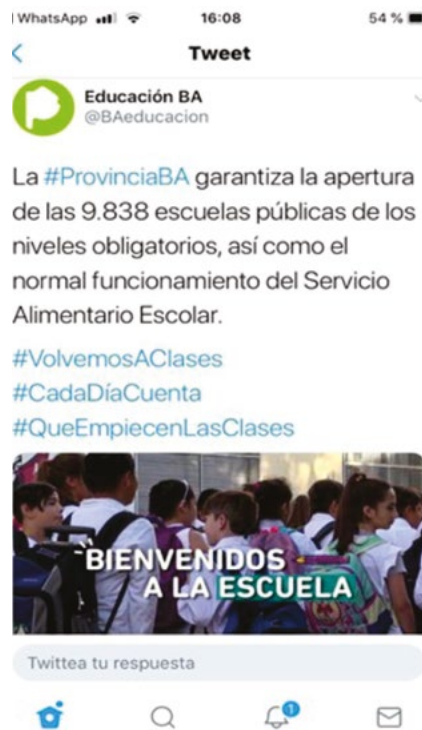 WhatsApp 16:08 54 %
Tweet
Educación BA
@BAeducacion
La #ProvinciaBA garantiza la apertura
de las 9.838 escuelas públicas de los
niveles obligatorios, así como el
normal funcionamiento del Servicio
Alimentario Escolar.
#VolvemosAClases
#CadaDíaCuenta
#QueEmpiecenLasClases
BIENVENIDOS
A LA ESCUELA
Twittea tu respuesta
1